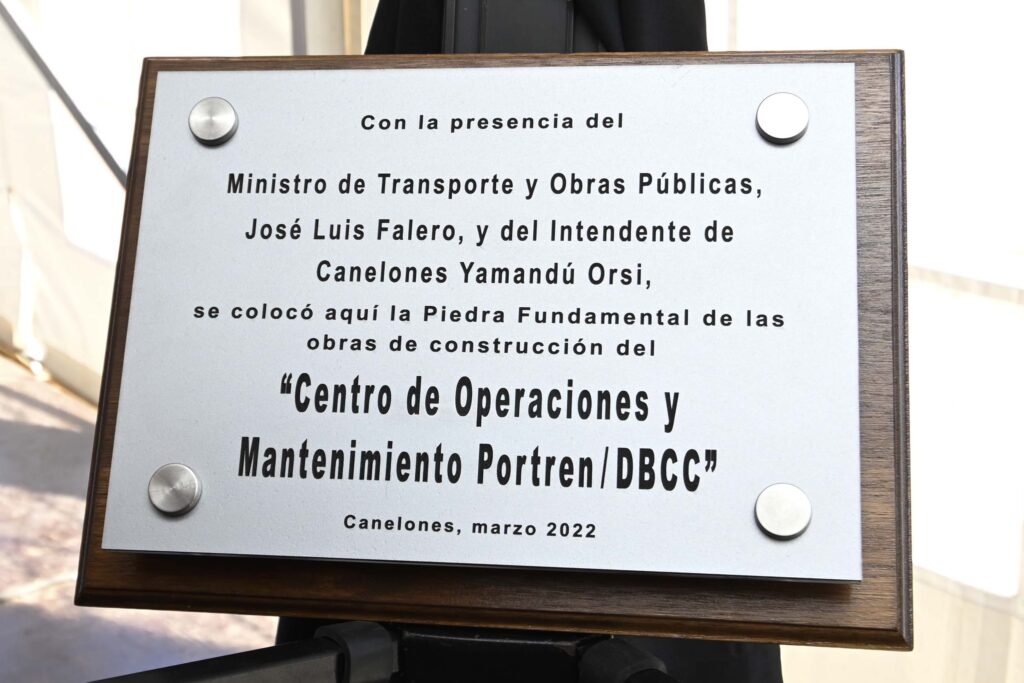 Con la presencia del
Ministro de Transporte y Obras Públicas,
José Luis Falero, y del Intendente de
Canelones Yamandú Orsi,
se colocó aquí la Piedra Fundamental de las
obras de construcción del
“Centro de Operaciones y
Mantenimiento Portren/DBCC”
Canelones, marzo 2022